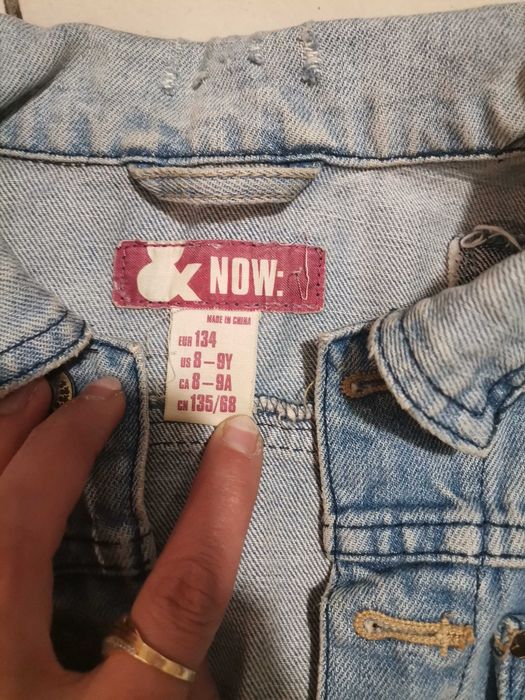 & NOW:
MADE IN CHINA
EUR 134
US 8-9Y
CA 8-9A
CN 135/68